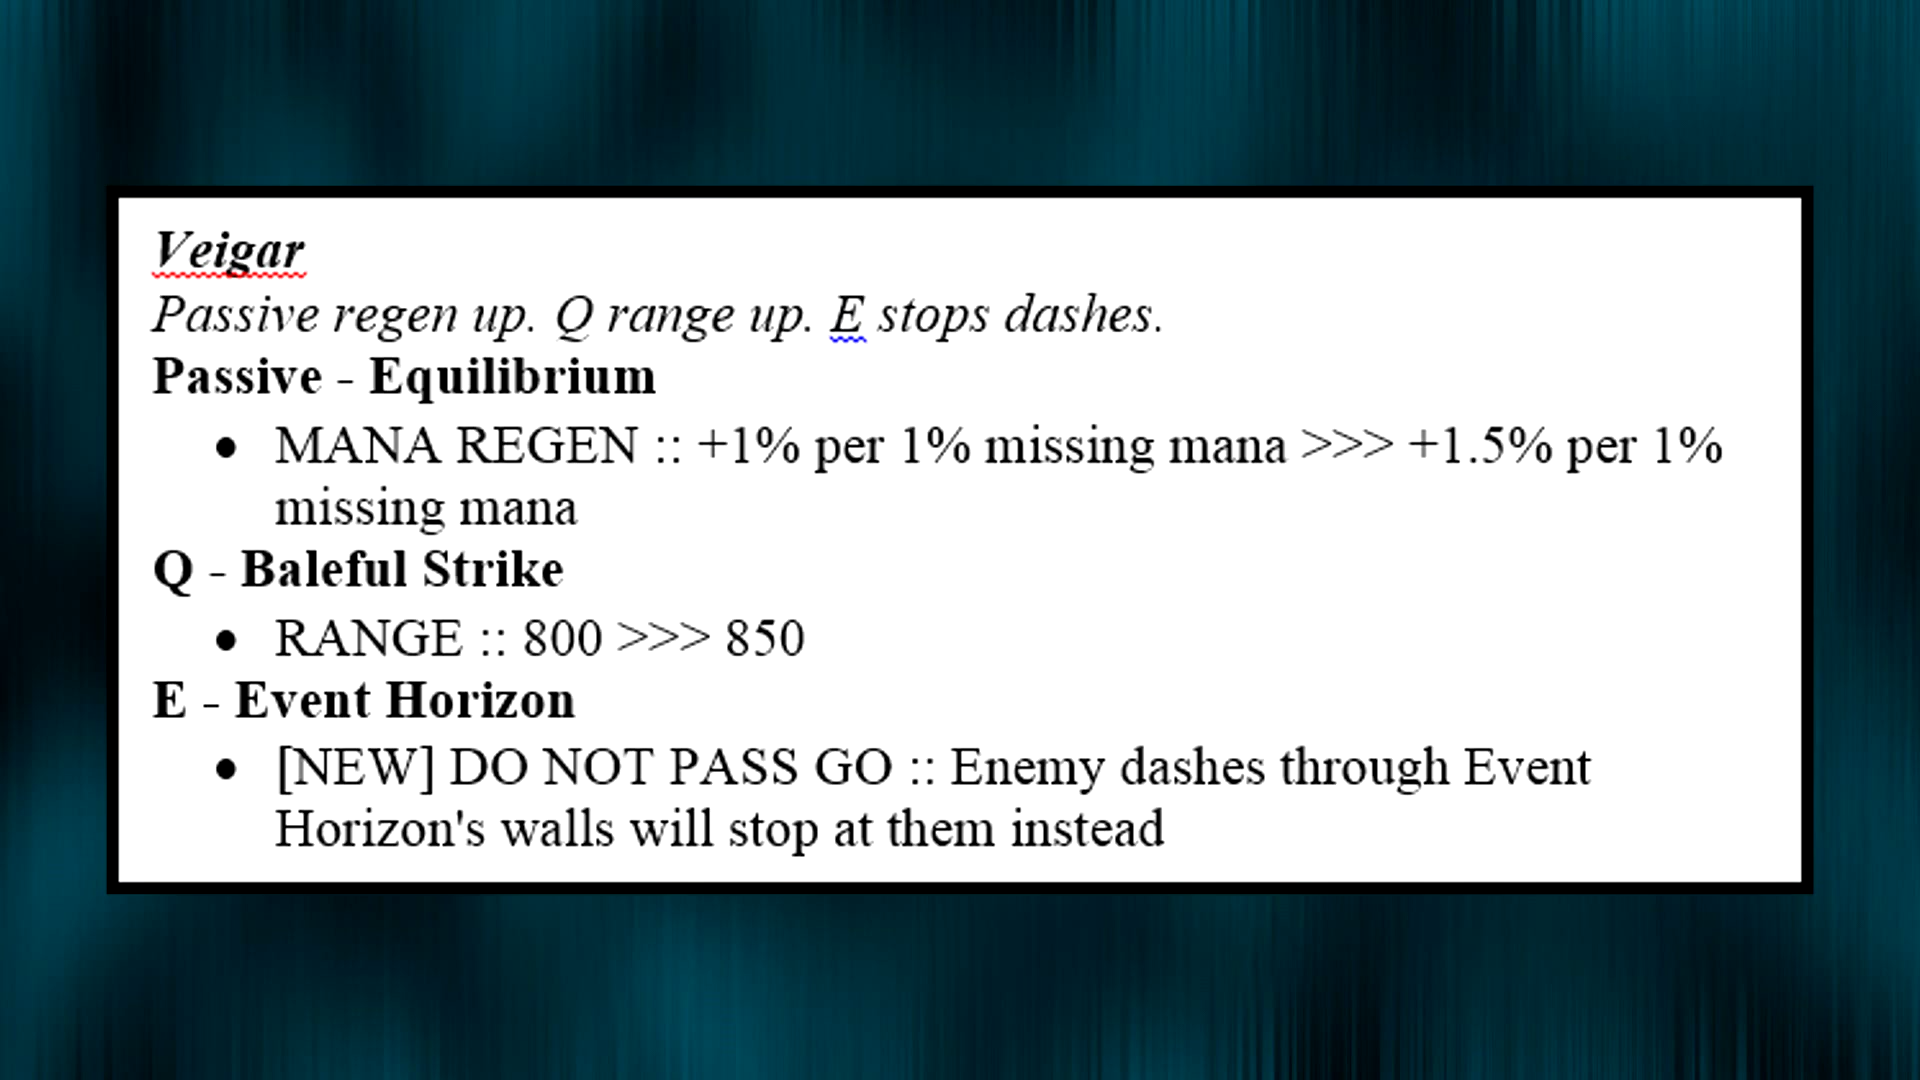 Veigar
Passive regen up. Q range up. E stops dashes.
Passive - Equilibrium
• MANA REGEN :: +1% per 1% missing mana >>> +1.5% per 1%
missing mana
Q - Baleful Strike
• RANGE :: 800 >>> 850
E - Event Horizon
• [NEW] DO NOT PASS GO :: Enemy dashes through Event
Horizon's walls will stop at them instead